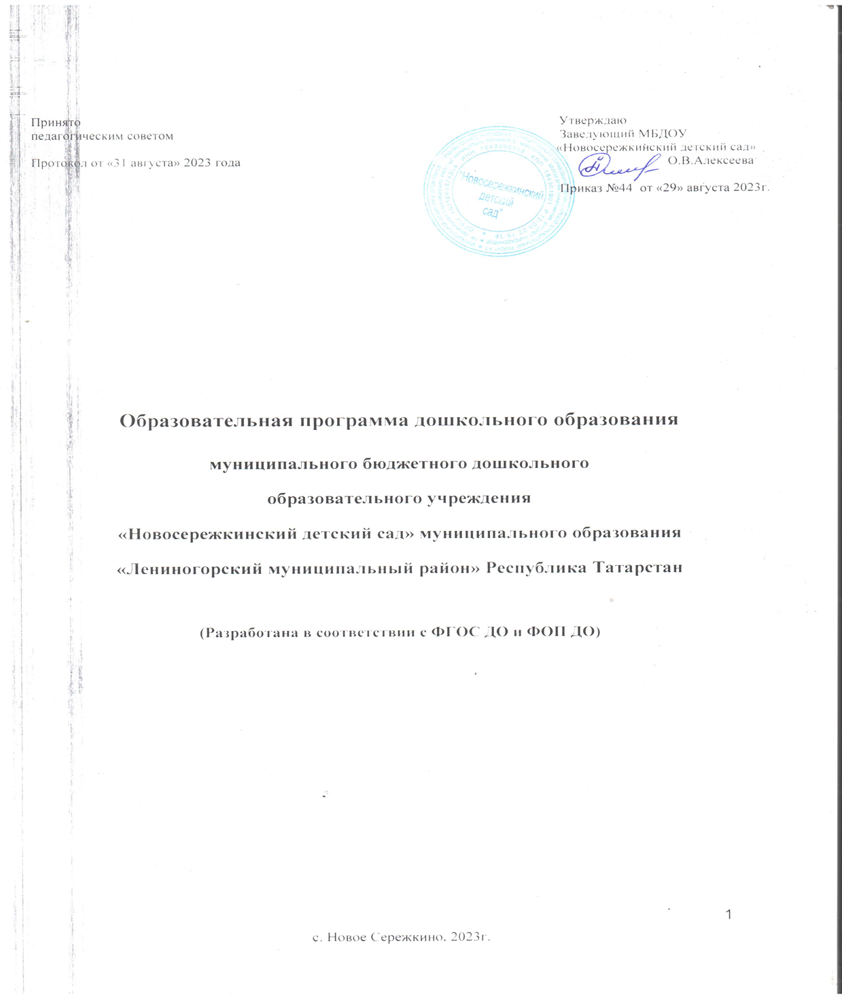 Принято
педагогическим советом
Протокол от «31 августа» 2023 года
Утверждаю
Заведующий МБДОУ
«Новосережкинский детский сад»
О.В.Алексеева
Приказ №44 от «29» августа 2023г.
"Новосережкинский
детский
сад"
Образовательная программа дошкольного образования
муниципального бюджетного дошкольного
образовательного учреждения
«Новосережкинский детский сад» муниципального образования
«Лениногорский муниципальный район» Республика Татарстан
(Разработана в соответствии с ФГОС ДО и ФОП ДО)
1
с. Новое Сережкино. 2023г.